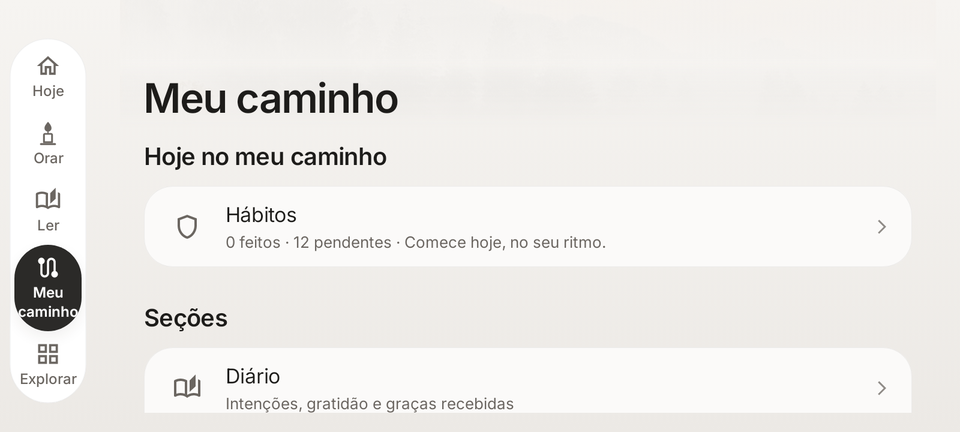 Hoje
Orar
Ler
Meu
caminho
Explorar
Meu caminho
Hoje no meu caminho
Hábitos
0 feitos · 12 pendentes · Comece hoje, no seu ritmo.
Seções
Diário
Intenções, gratidão e graças recebidas